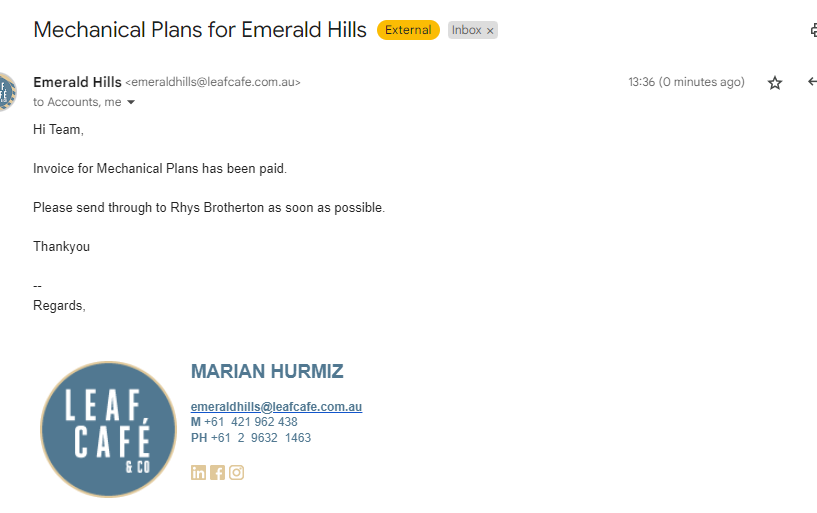 Mechanical Plans for Emerald Hills External Inbox ×
Emerald Hills <emeraldhills@leafcafe.com.au> 13:36 (0 minutes ago)
to Accounts, me
Hi Team,
Invoice for Mechanical Plans has been paid.
Please send through to Rhys Brotherton as soon as possible.
Thankyou
--
Regards,
MARIAN HURMIZ
emeraldhills@leafcafe.com.au
M +61 421 962 438
PH +61 2 9632 1463
LEAF
CAFÉ
& CO